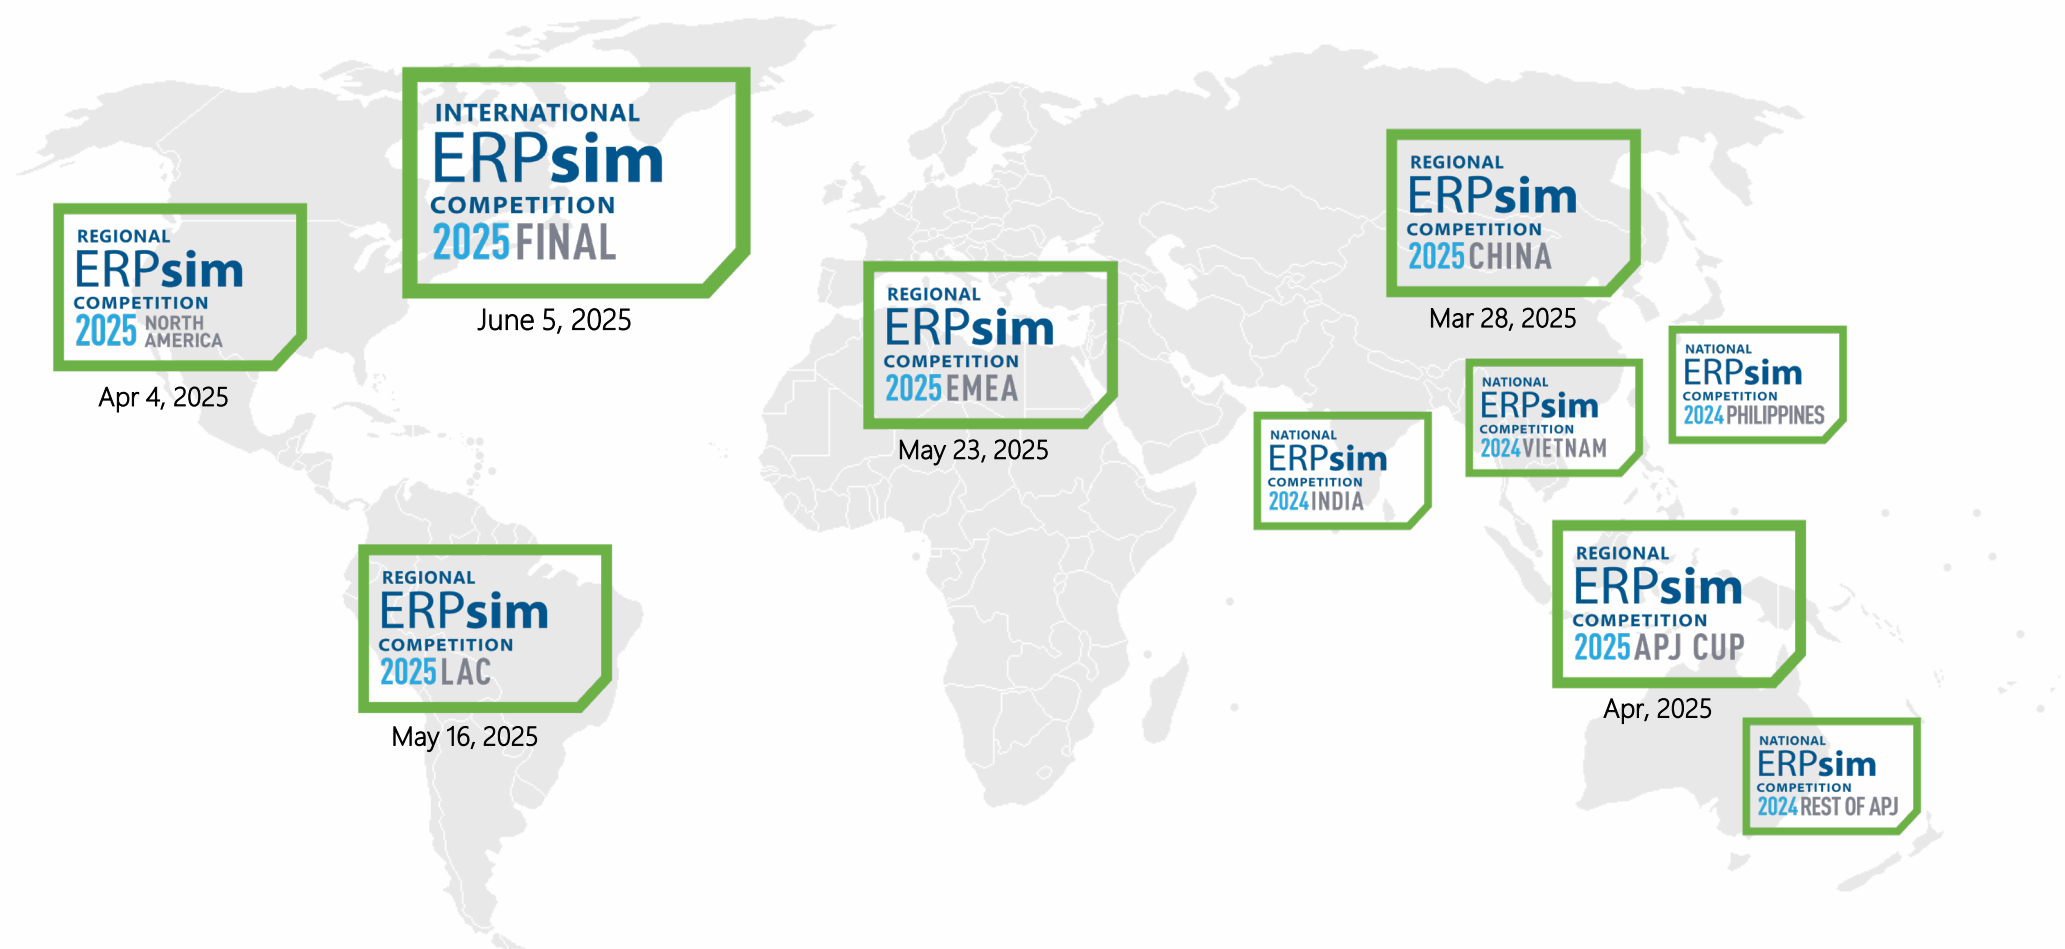 INTERNATIONAL
ERPsim
COMPETITION
2025 FINAL
June 5, 2025
REGIONAL
ERPsim
COMPETITION
2025 NORTH
AMERICA
Apr 4, 2025
REGIONAL
ERPsim
COMPETITION
2025 LAC
May 16, 2025
REGIONAL
ERPsim
COMPETITION
2025 EMEA
May 23, 2025
REGIONAL
ERPsim
COMPETITION
2025 CHINA
Mar 28, 2025
NATIONAL
ERPsim
COMPETITION
2024 PHILIPPINES
NATIONAL
ERPsim
COMPETITION
2024 VIETNAM
NATIONAL
ERPsim
COMPETITION
2024 INDIA
REGIONAL
ERPsim
COMPETITION
2025 APJ CUP
Apr, 2025
NATIONAL
ERPsim
COMPETITION
2024 REST OF APJ